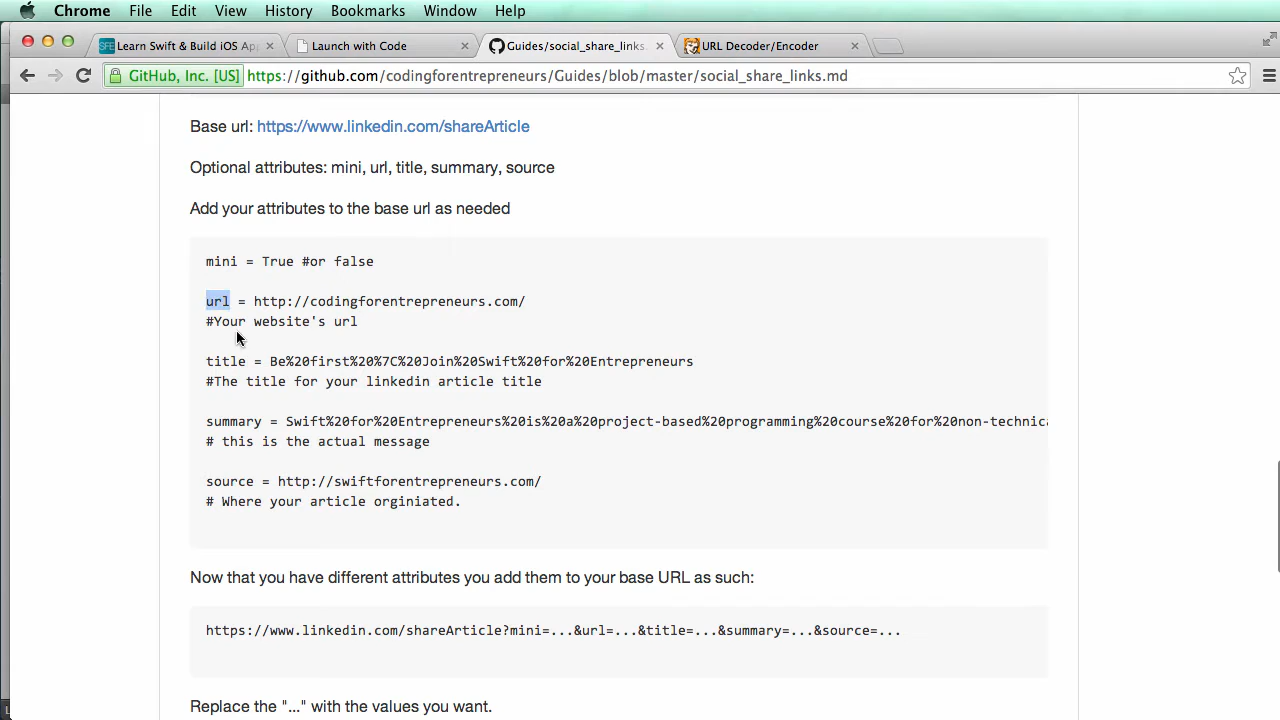 Chrome File Edit View History Bookmarks Window Help
Learn Swift & Build iOS Ap
Launch with Code
Guides/social_share_links.
URL Decoder/Encoder
GitHub, Inc. [US] https://github.com/codingforentrepreneurs/Guides/blob/master/social_share_links.md
Base url: https://www.linkedin.com/shareArticle
Optional attributes: mini, url, title, summary, source
Add your attributes to the base url as needed
mini = True #or false
url = http://codingforentrepreneurs.com/
#Your website's url
title = Be%20first%20%7C%20Join%20Swift%20for%20Entrepreneurs
#The title for your linkedin article title
summary = Swift%20for%20Entrepreneurs%20is%20a%20project-based%20programming%20course%20for%20non-technica
# this is the actual message
source = http://swiftforentrepreneurs.com/
# Where your article orginiated.
Now that you have different attributes you add them to your base URL as such:
https://www.linkedin.com/shareArticle?mini=...&url=...&title=...&summary=...&source=...
Replace the "..." with the values you want.